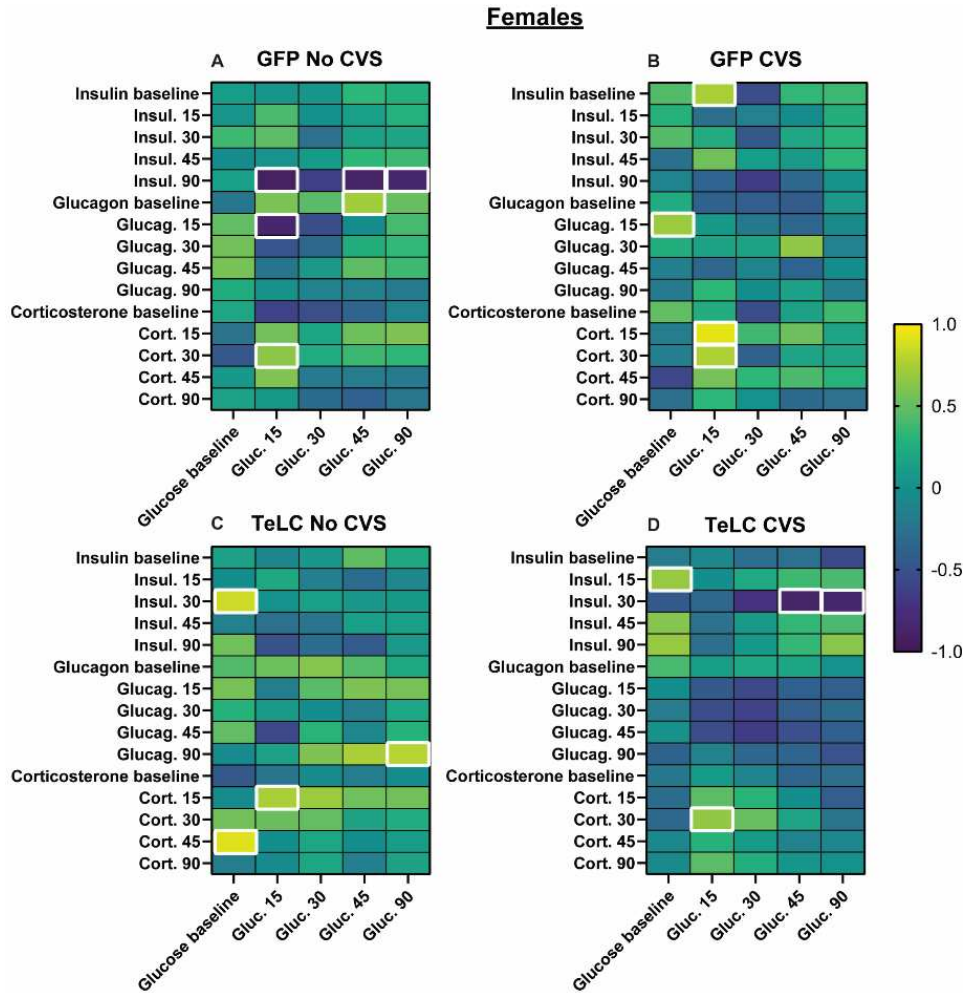 Females
A GFP No CVS
Insulin baseline
Insul. 15
Insul. 30
Insul. 45
Insul. 90
Glucagon baseline
Glucag. 15
Glucag. 30
Glucag. 45
Glucag. 90
Corticosterone baseline
Cort. 15
Cort. 30
Cort. 45
Cort. 90
Glucose baseline
Gluc. 15
Gluc. 30
Gluc. 45
Gluc. 90
B GFP CVS
Insulin baseline
Insul. 15
Insul. 30
Insul. 45
Insul. 90
Glucagon baseline
Glucag. 15
Glucag. 30
Glucag. 45
Glucag. 90
Corticosterone baseline
Cort. 15
Cort. 30
Cort. 45
Cort. 90
Glucose baseline
Gluc. 15
Gluc. 30
Gluc. 45
Gluc. 90
1.0
0.5
0
-0.5
-1.0
C TeLC No CVS
Insulin baseline
Insul. 15
Insul. 30
Insul. 45
Insul. 90
Glucagon baseline
Glucag. 15
Glucag. 30
Glucag. 45
Glucag. 90
Corticosterone baseline
Cort. 15
Cort. 30
Cort. 45
Cort. 90
Glucose baseline
Gluc. 15
Gluc. 30
Gluc. 45
Gluc. 90
D TeLC CVS
Insulin baseline
Insul. 15
Insul. 30
Insul. 45
Insul. 90
Glucagon baseline
Glucag. 15
Glucag. 30
Glucag. 45
Glucag. 90
Corticosterone baseline
Cort. 15
Cort. 30
Cort. 45
Cort. 90
Glucose baseline
Gluc. 15
Gluc. 30
Gluc. 45
Gluc. 90